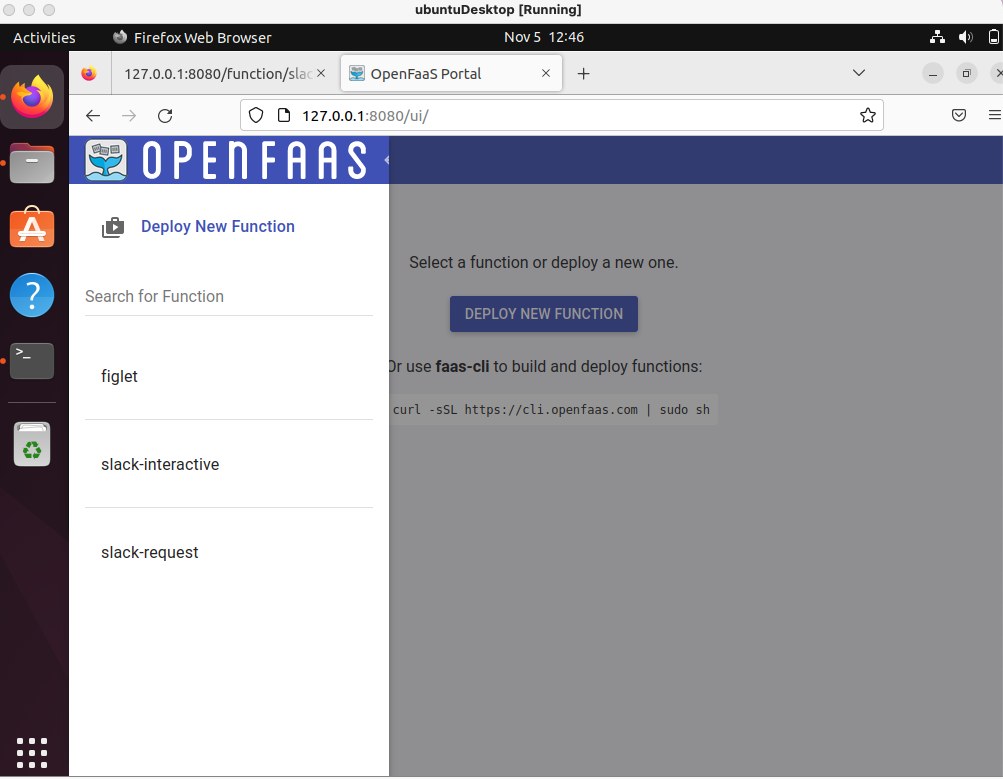 ubuntuDesktop [Running]
Activities
Firefox Web Browser
Nov 5 12:46
127.0.0.1:8080/function/slac
OpenFaaS Portal
127.0.0.1:8080/ui/
OPENFAAS
Deploy New Function
Search for Function
figlet
slack-interactive
slack-request
Select a function or deploy a new one.
DEPLOY NEW FUNCTION
Or use faas-cli to build and deploy functions:
curl -sSL https://cli.openfaas.com | sudo sh